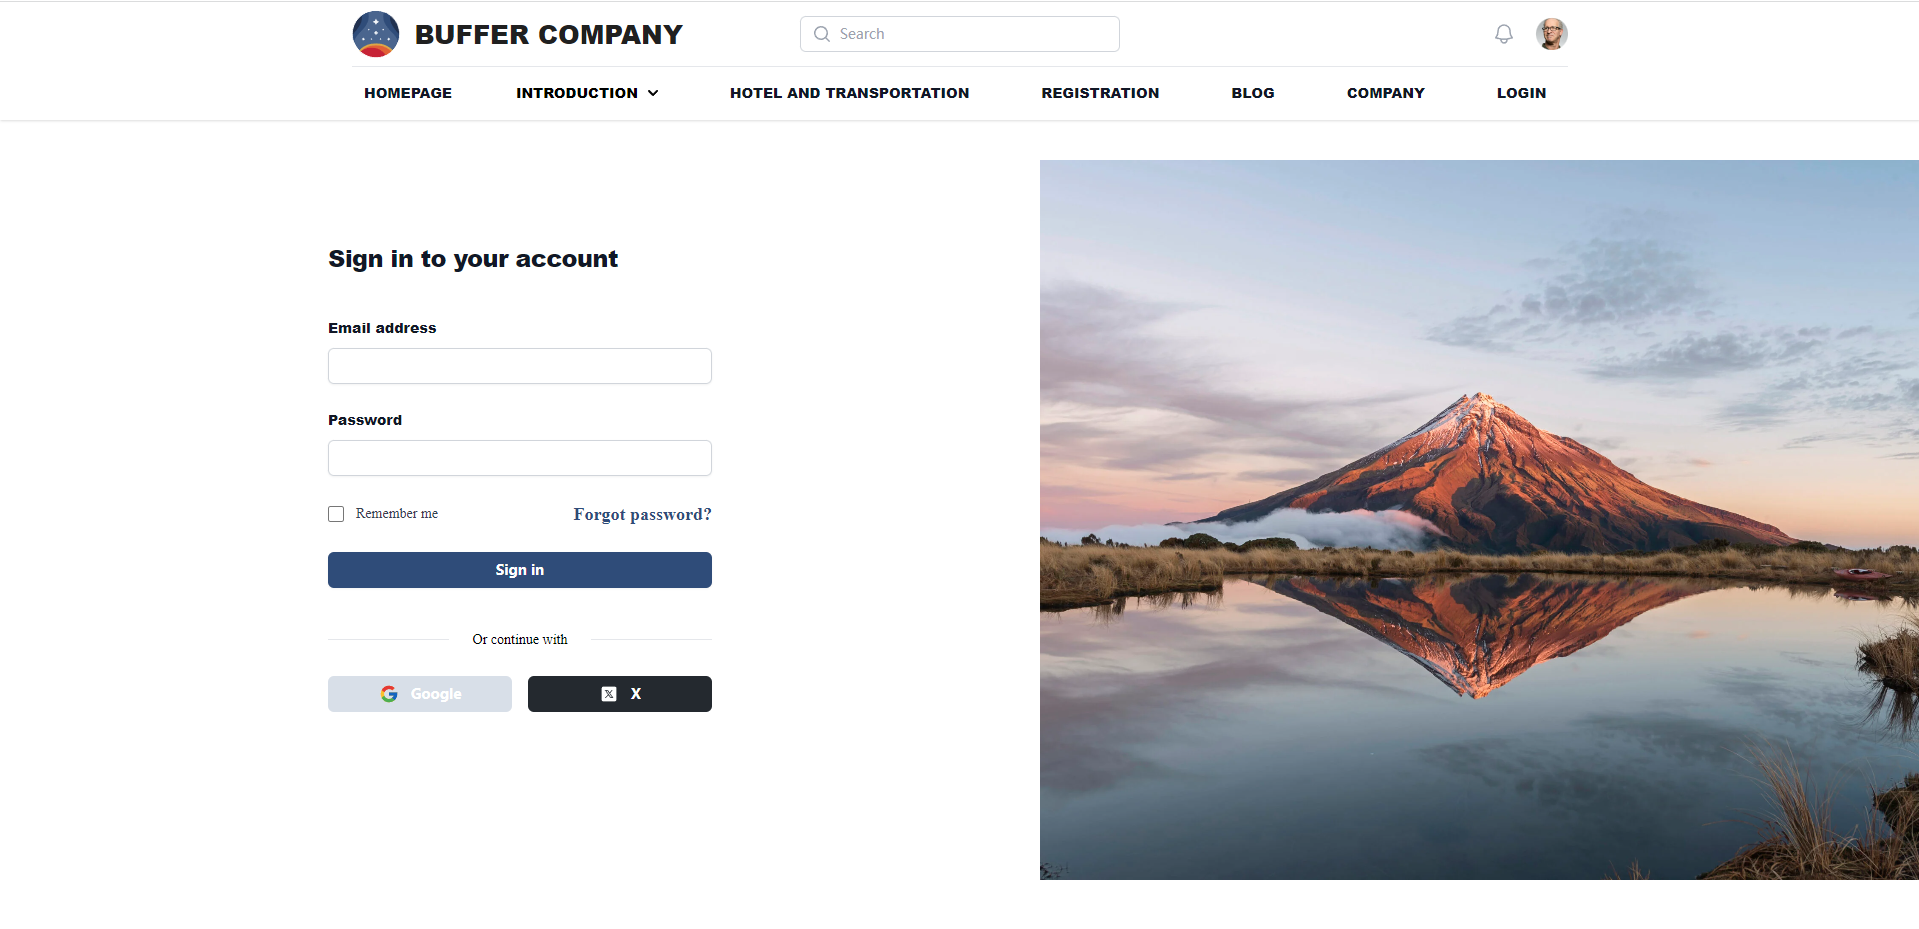 BUFFER COMPANY
Search
HOMEPAGE INTRODUCTION HOTEL AND TRANSPORTATION REGISTRATION BLOG COMPANY LOGIN
Sign in to your account
Email address
Password
Remember me Forgot password?
Sign in
Or continue with
Google X